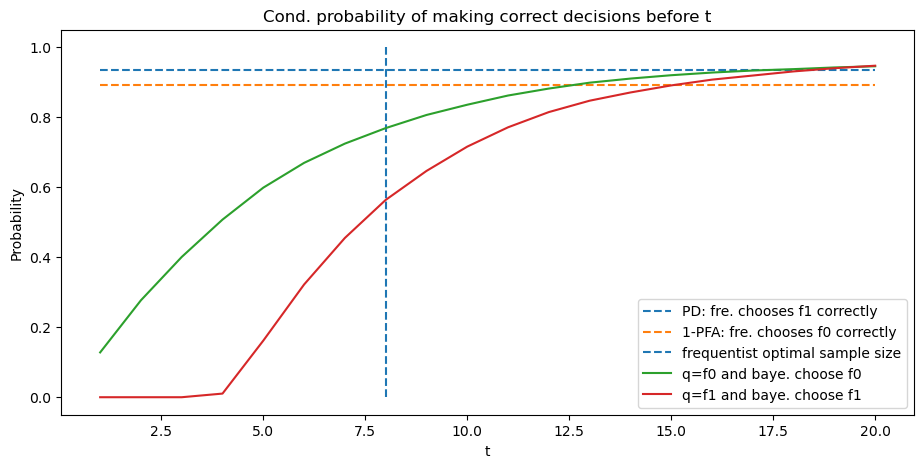 Cond. probability of making correct decisions before t
1.0
0.8
0.6
0.4
0.2
0.0
Probability
PD: fre. chooses f1 correctly
1-PFA: fre. chooses f0 correctly
frequentist optimal sample size
q=f0 and baye. choose f0
q=f1 and baye. choose f1
2.5 5.0 7.5 10.0 12.5 15.0 17.5 20.0
t